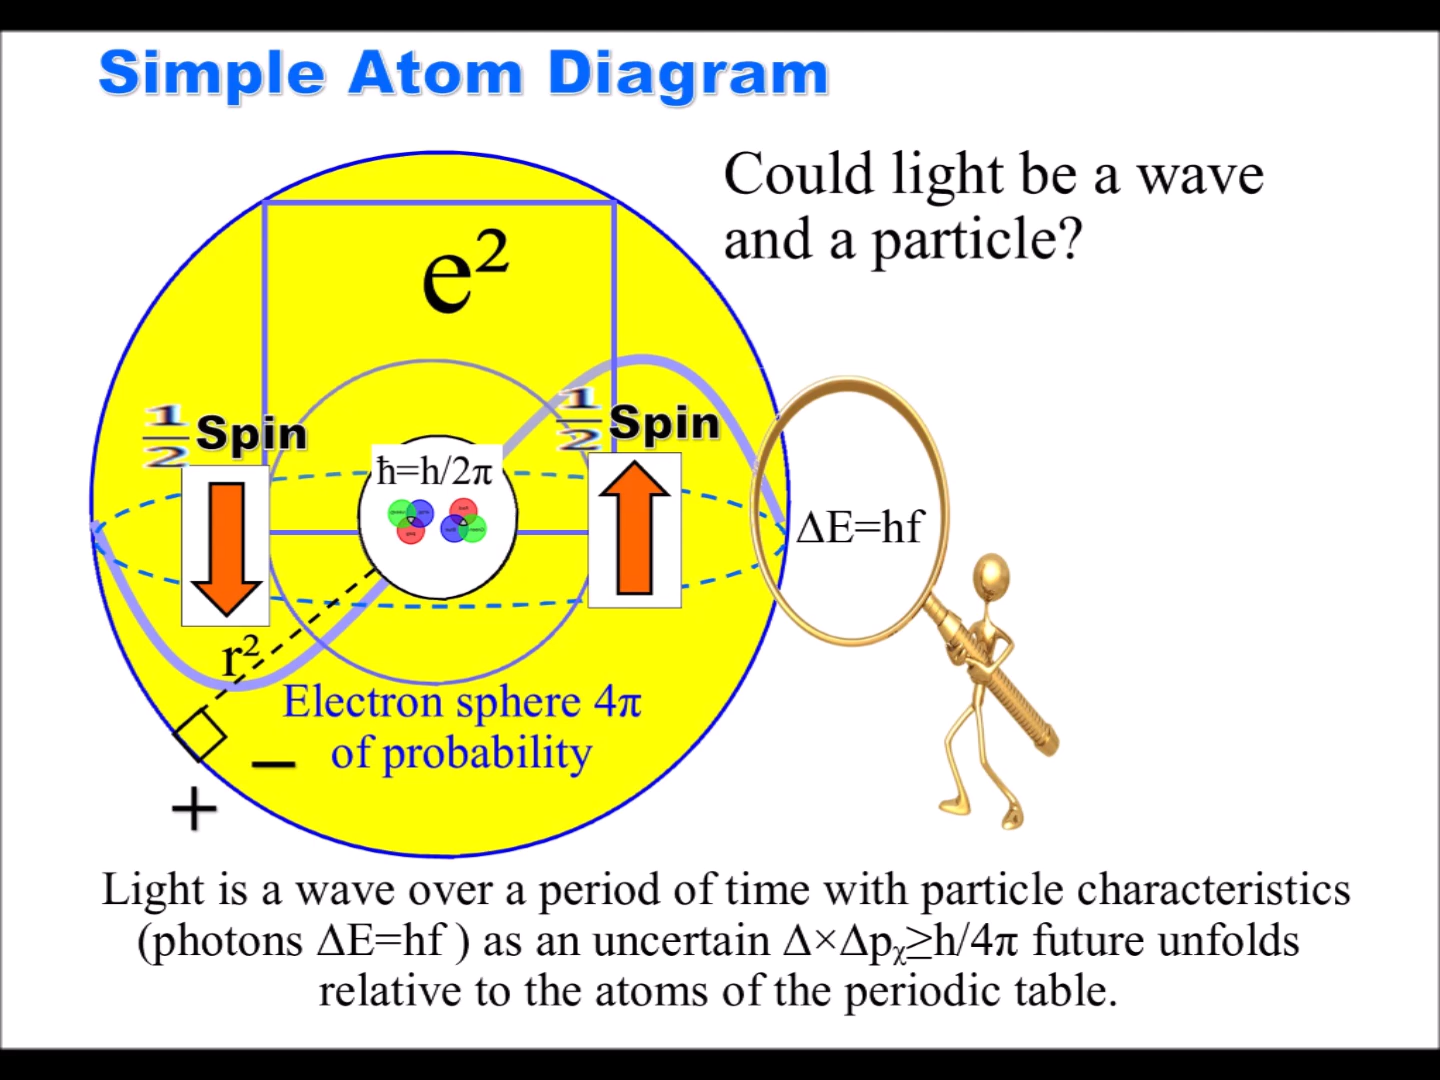 Simple Atom Diagram
Could light be a wave
and a particle?
e²
½ Spin
½ Spin
ħ=h/2π
ΔE=hf
r²
Electron sphere 4π
of probability
−
+
Light is a wave over a period of time with particle characteristics
(photons ΔE=hf ) as an uncertain Δ×Δpᵪ≥h/4π future unfolds
relative to the atoms of the periodic table.